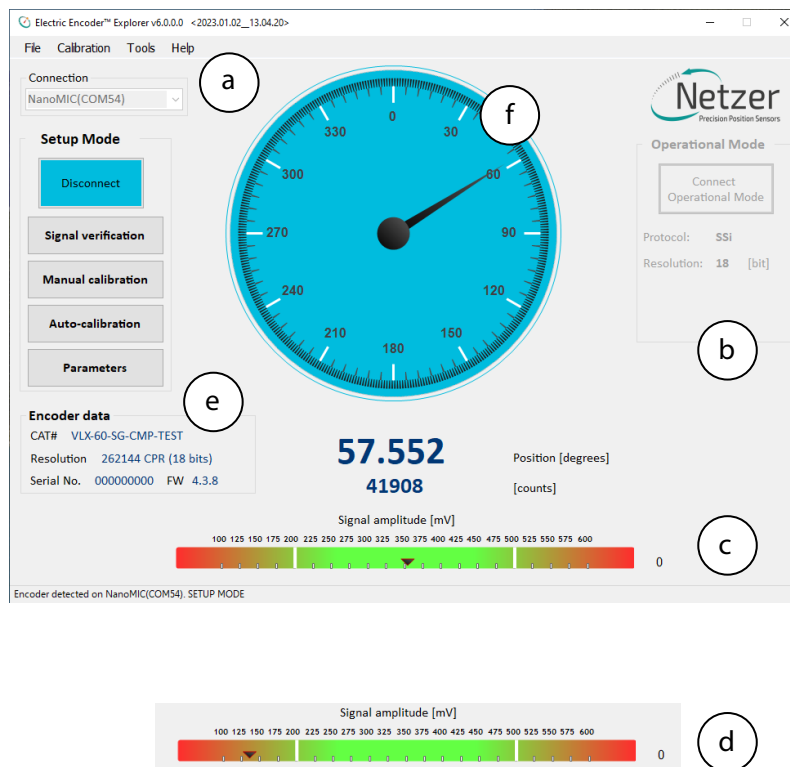 Electric Encoder™ Explorer v6.0.0.0 <2023.01.02__13.04.20>
File Calibration Tools Help
Connection
NanoMIC(COM54)
a
Setup Mode
Disconnect
Signal verification
Manual calibration
Auto-calibration
Parameters
f
0
30
60
90
120
150
180
210
240
270
300
330
Netzer
Precision Position Sensors
Operational Mode
Connect
Operational Mode
Protocol: SSi
Resolution: 18 [bit]
b
e
Encoder data
CAT# VLX-60-SG-CMP-TEST
Resolution 262144 CPR (18 bits)
Serial No. 000000000 FW 4.3.8
57.552 Position [degrees]
41908 [counts]
Signal amplitude [mV]
100 125 150 175 200 225 250 275 300 325 350 375 400 425 450 475 500 525 550 575 600
0
c
Encoder detected on NanoMIC(COM54). SETUP MODE
Signal amplitude [mV]
100 125 150 175 200 225 250 275 300 325 350 375 400 425 450 475 500 525 550 575 600
0
d